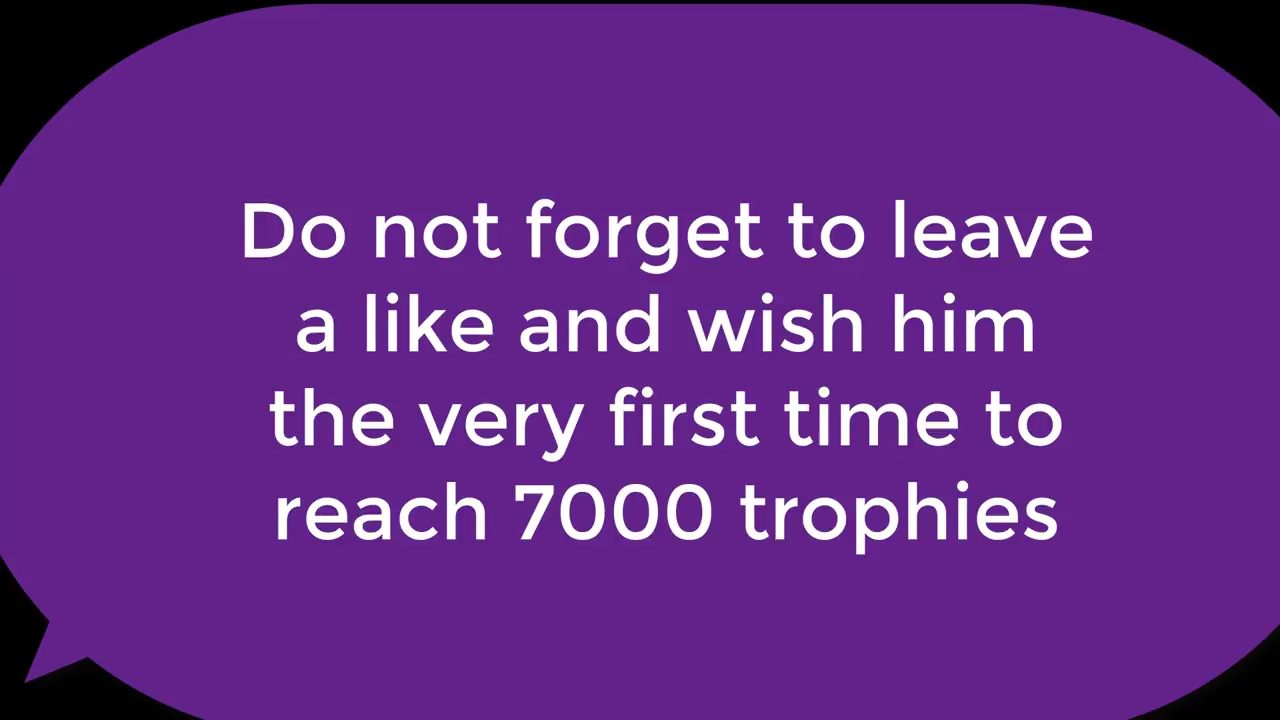 Do not forget to leave
a like and wish him
the very first time to
reach 7000 trophies